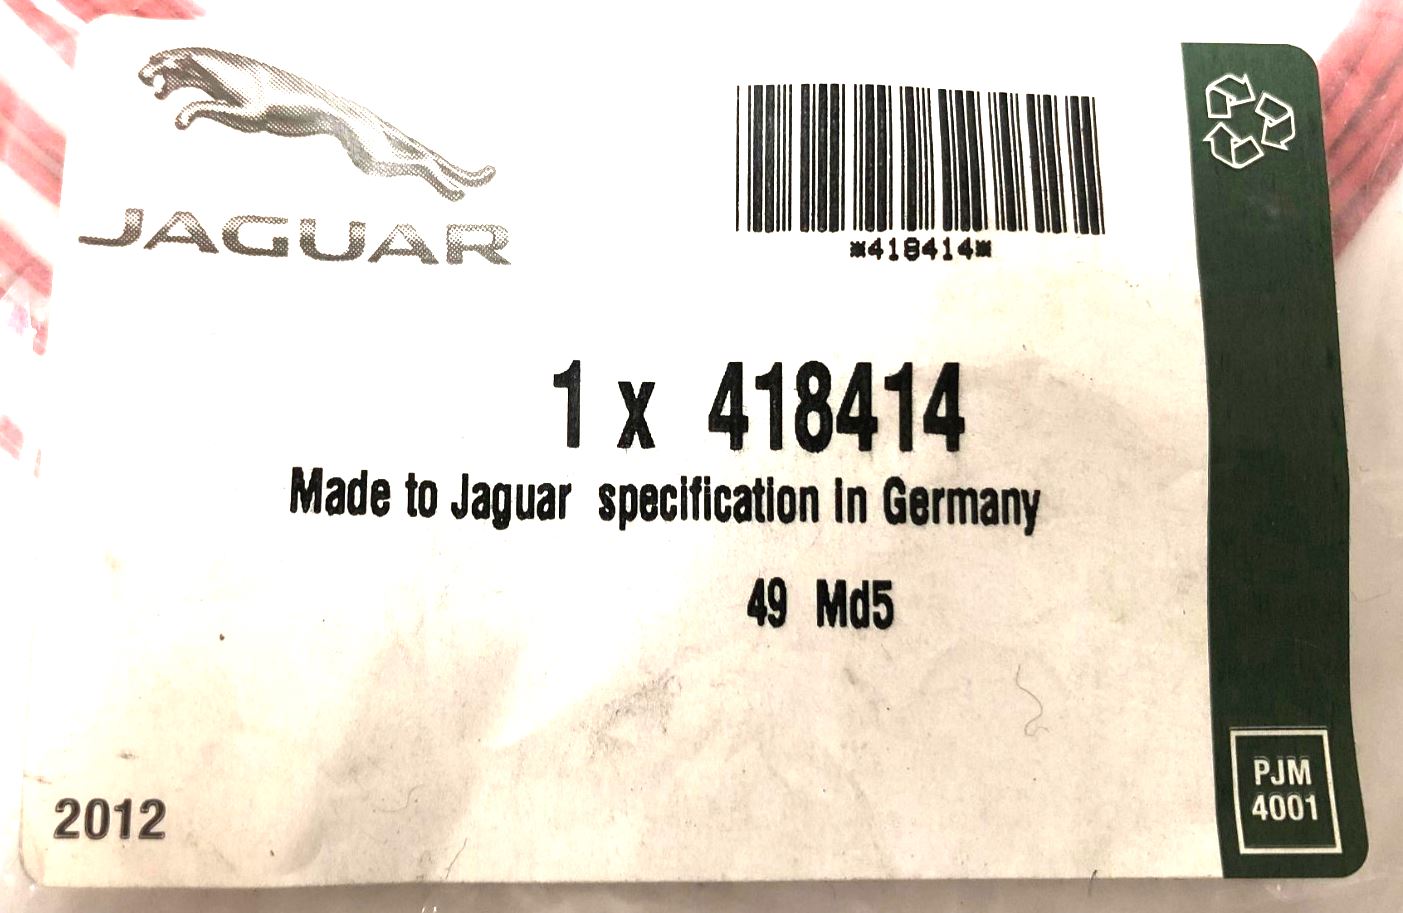 JAGUAR
*418414*
1 x 418414
Made to Jaguar specification in Germany
49 Md5
2012
PJM
4001